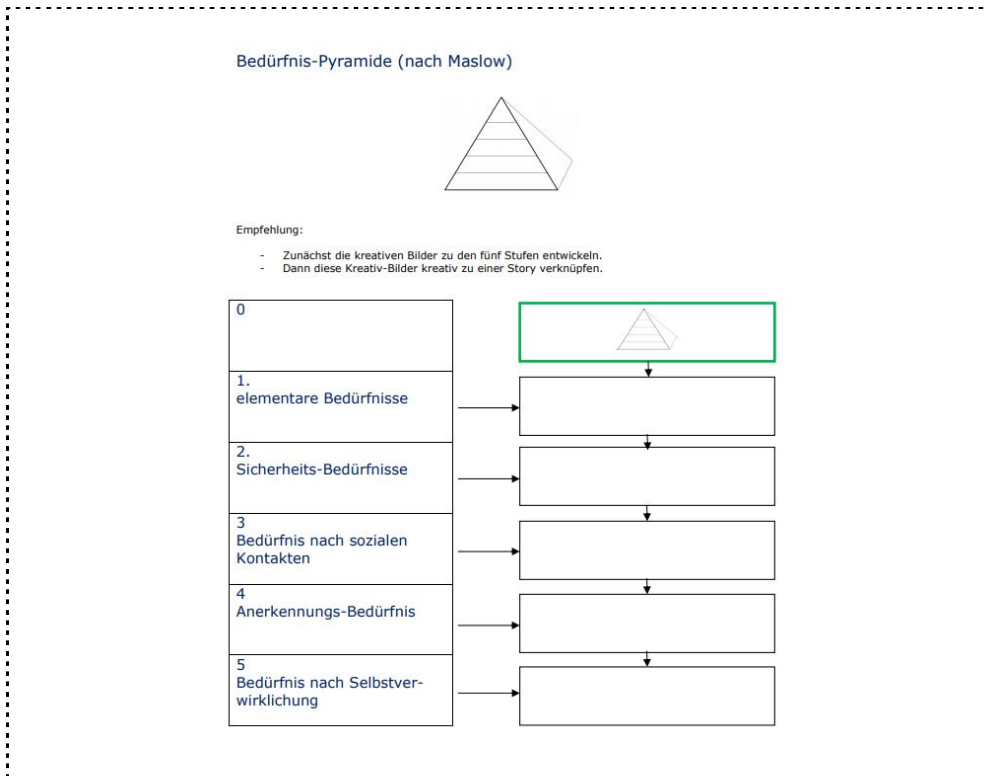 Bedürfnis-Pyramide (nach Maslow)
Empfehlung:
- Zunächst die kreativen Bilder zu den fünf Stufen entwickeln.
- Dann diese Kreativ-Bilder kreativ zu einer Story verknüpfen.
0
1.
elementare Bedürfnisse
2.
Sicherheits-Bedürfnisse
3
Bedürfnis nach sozialen
Kontakten
4
Anerkennungs-Bedürfnis
5
Bedürfnis nach Selbstver-
wirklichung